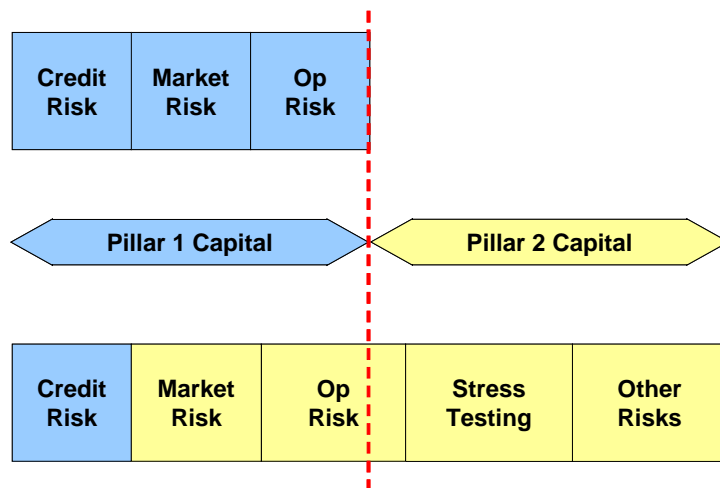 Credit
Risk
Market
Risk
Op
Risk
Pillar 1 Capital
Pillar 2 Capital
Credit
Risk
Market
Risk
Op
Risk
Stress
Testing
Other
Risks